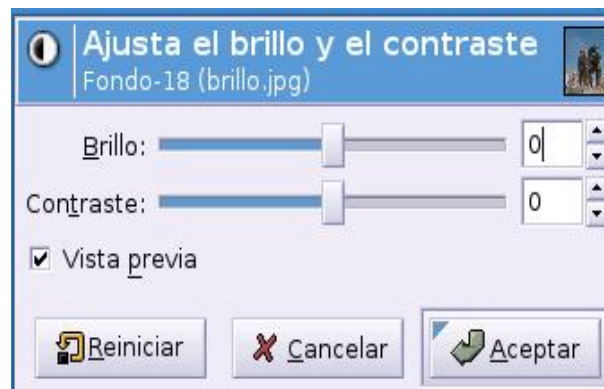 Ajusta el brillo y el contraste
Fondo-18 (brillo.jpg)
Brillo: 0
Contraste: 0
Vista previa
Reiniciar Cancelar Aceptar